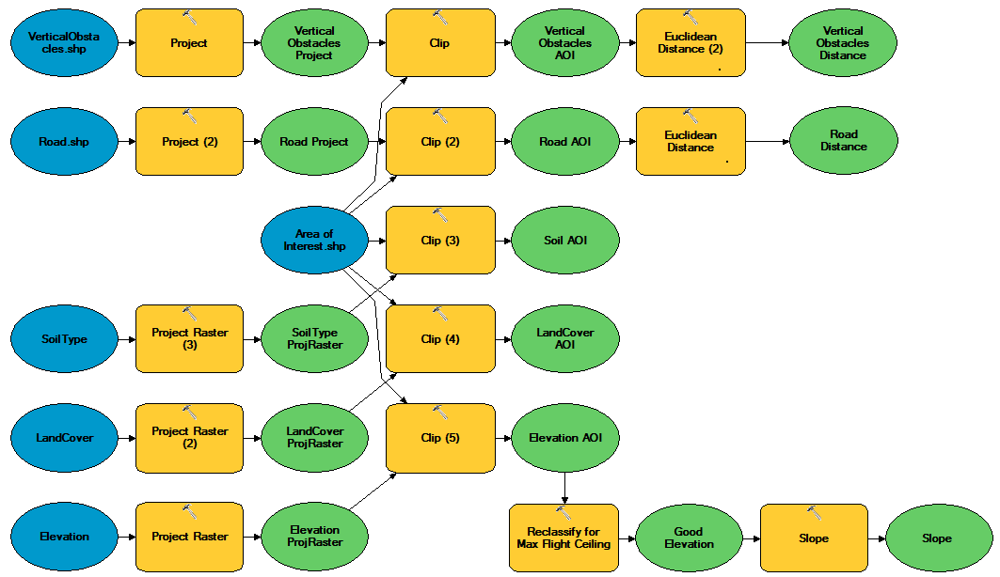 VerticalObsta
cles.shp
Project
Vertical
Obstacles
Project
Clip
Vertical
Obstacles
AOI
Euclidean
Distance (2)
Vertical
Obstacles
Distance
Road.shp
Project (2)
Road Project
Clip (2)
Road AOI
Euclidean
Distance
Road
Distance
Area of
Interest.shp
Clip (3)
Soil AOI
SoilType
Project Raster
(3)
SoilType
ProjRaster
Clip (4)
LandCover
AOI
LandCover
Project Raster
(2)
LandCover
ProjRaster
Clip (5)
Elevation AOI
Elevation
Project Raster
Elevation
ProjRaster
Reclassify for
Max Flight Ceiling
Good
Elevation
Slope
Slope